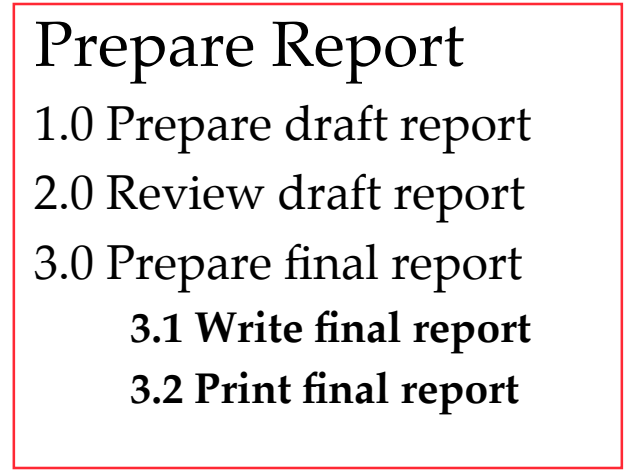 Prepare Report
1.0 Prepare draft report
2.0 Review draft report
3.0 Prepare final report
3.1 Write final report
3.2 Print final report